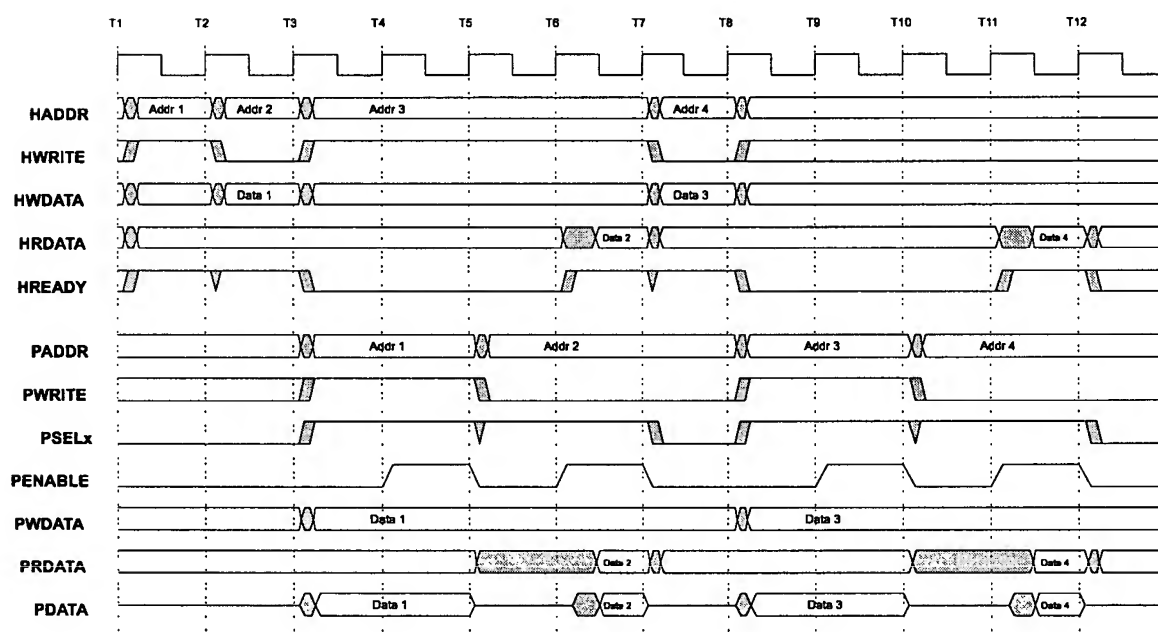 T1 T2 T3 T4 T5 T6 T7 T8 T9 T10 T11 T12
HADDR Addr 1 Addr 2 Addr 3 Addr 4
HWRITE
HWDATA Data 1 Data 3
HRDATA Data 2 Data 4
HREADY
PADDR Addr 1 Addr 2 Addr 3 Addr 4
PWRITE
PSELx
PENABLE
PWDATA Data 1 Data 3
PRDATA Data 2 Data 4
PDATA Data 1 Data 2 Data 3 Data 4